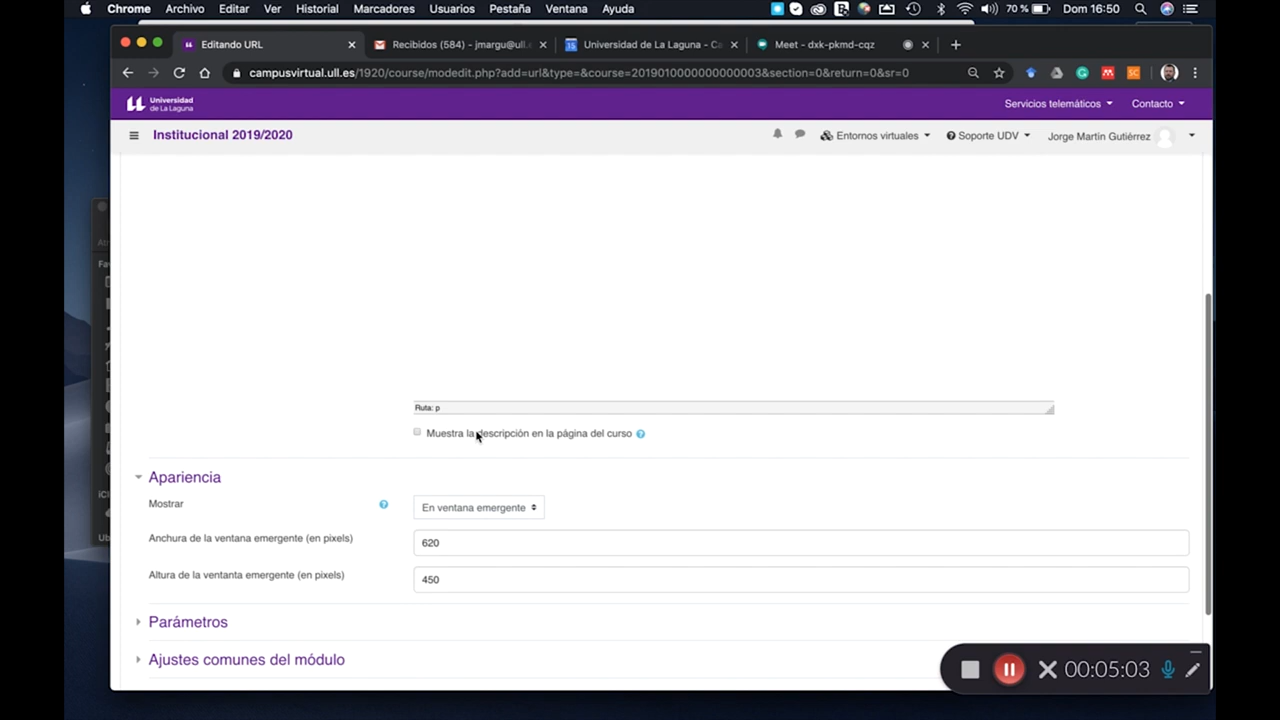 Chrome Archivo Editar Ver Historial Marcadores Usuarios Pestaña Ventana Ayuda 70 % Dom 16:50
Editando URL Recibidos (584) - jmargu@ull. Universidad de La Laguna - Ca Meet - dxk-pkmd-cqz
campusvirtual.ull.es/1920/course/modedit.php?add=url&type=&course=2019010000000000003&section=0&return=0&sr=0
Universidad
de La Laguna
Servicios telemáticos Contacto
Institucional 2019/2020 Entornos virtuales Soporte UDV Jorge Martín Gutiérrez
Ruta: p
Muestra la descripción en la página del curso
Apariencia
Mostrar En ventana emergente
Anchura de la ventana emergente (en pixels) 620
Altura de la ventanta emergente (en pixels) 450
Parámetros
Ajustes comunes del módulo
00:05:03